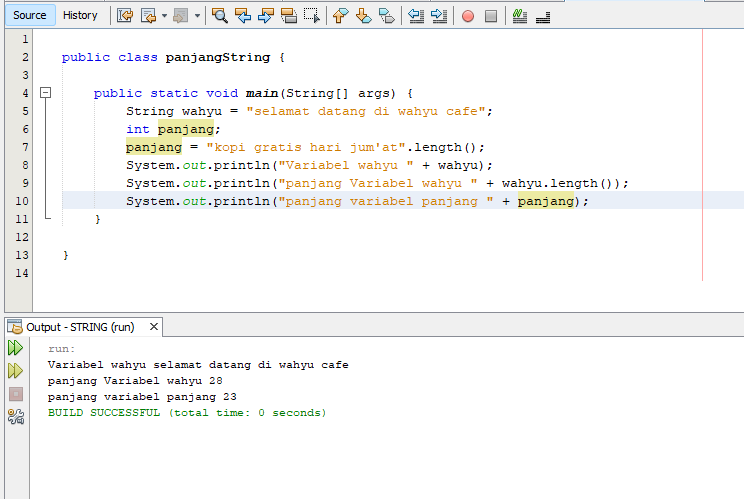 Source History
1
2 public class panjangString {
3
4 public static void main(String[] args) {
5 String wahyu = "selamat datang di wahyu cafe";
6 int panjang;
7 panjang = "kopi gratis hari jum'at".length();
8 System.out.println("Variabel wahyu " + wahyu);
9 System.out.println("panjang Variabel wahyu " + wahyu.length());
10 System.out.println("panjang variabel panjang " + panjang);
11 }
12
13 }
14
Output - STRING (run)
run:
Variabel wahyu selamat datang di wahyu cafe
panjang Variabel wahyu 28
panjang variabel panjang 23
BUILD SUCCESSFUL (total time: 0 seconds)